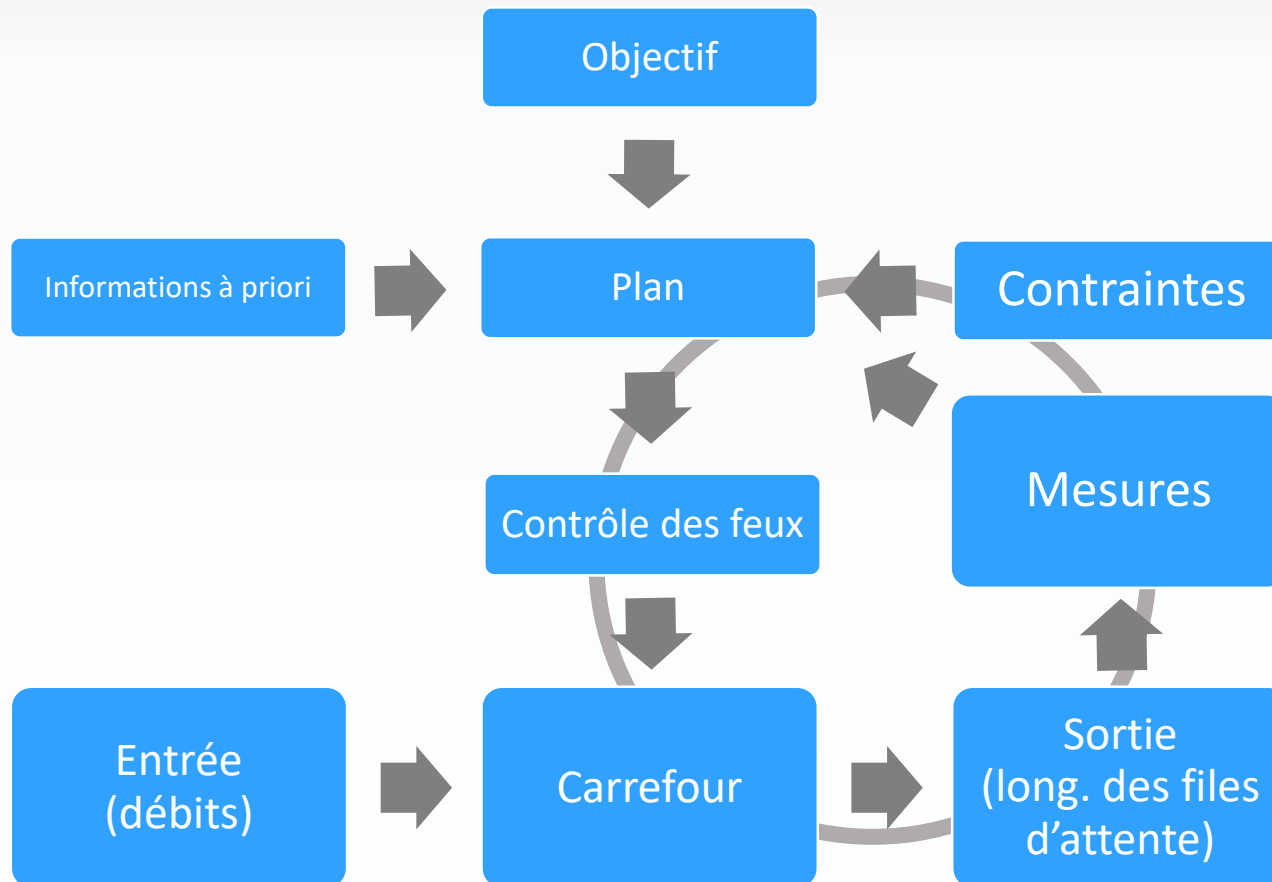 Objectif
Informations à priori
Plan
Contraintes
Mesures
Contrôle des feux
Entrée
(débits)
Carrefour
Sortie
(long. des files
d’attente)